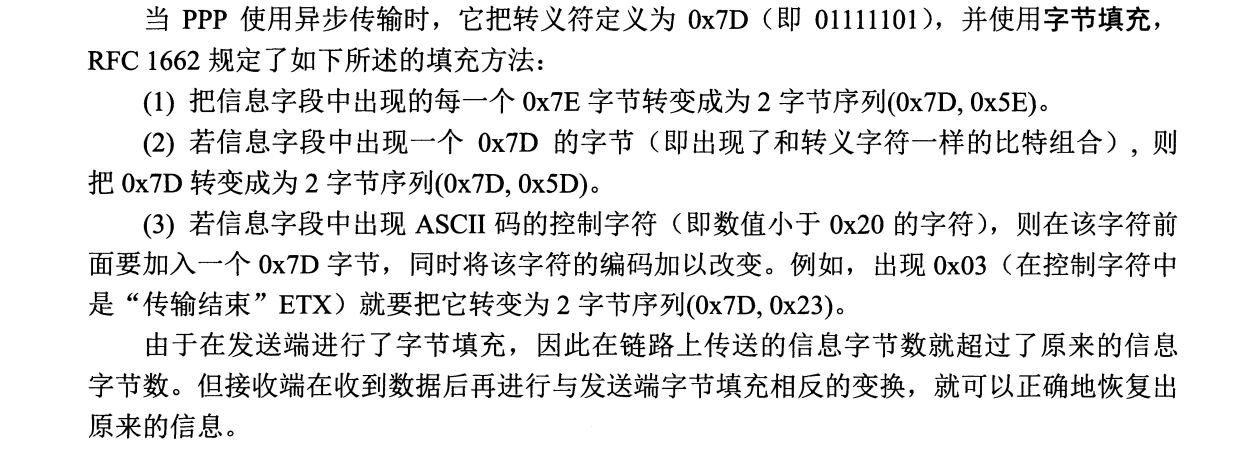 当 PPP 使用异步传输时，它把转义符定义为 0x7D（即 01111101），并使用字节填充，
RFC 1662 规定了如下所述的填充方法：
(1) 把信息字段中出现的每一个 0x7E 字节转变成为 2 字节序列(0x7D, 0x5E)。
(2) 若信息字段中出现一个 0x7D 的字节（即出现了和转义字符一样的比特组合）, 则
把 0x7D 转变成为 2 字节序列(0x7D, 0x5D)。
(3) 若信息字段中出现 ASCII 码的控制字符（即数值小于 0x20 的字符），则在该字符前
面要加入一个 0x7D 字节，同时将该字符的编码加以改变。例如，出现 0x03（在控制字符中
是“传输结束”ETX）就要把它转变为 2 字节序列(0x7D, 0x23)。
由于在发送端进行了字节填充，因此在链路上传送的信息字节数就超过了原来的信息
字节数。但接收端在收到数据后再进行与发送端字节填充相反的变换，就可以正确地恢复出
原来的信息。